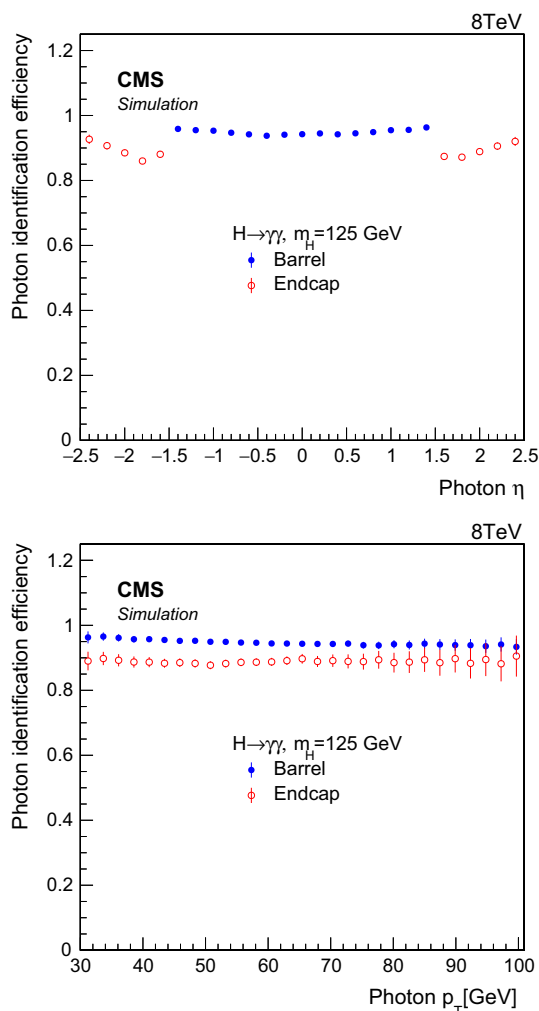 8TeV
Photon identification efficiency
1.2
CMS
Simulation
1
0.8
H→γγ, m_H=125 GeV
Barrel
Endcap
0.6
0.4
0.2
0
−2.5 −2 −1.5 −1 −0.5 0 0.5 1 1.5 2 2.5
Photon η
8TeV
Photon identification efficiency
1.2
CMS
Simulation
1
0.8
H→γγ, m_H=125 GeV
Barrel
Endcap
0.6
0.4
0.2
0
30 40 50 60 70 80 90 100
Photon p_T[GeV]